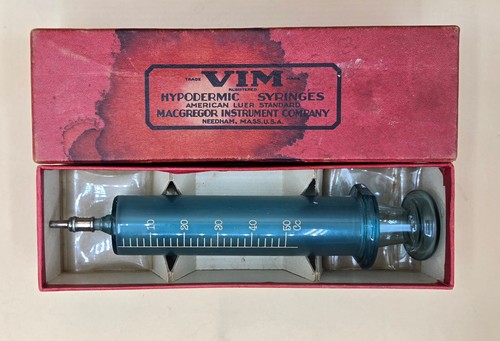 TRADE VIM MARK
REGISTERED
HYPODERMIC SYRINGES
AMERICAN LUER STANDARD
MACGREGOR INSTRUMENT COMPANY
NEEDHAM, MASS. U.S.A.
10 20 30 40 50 Cc